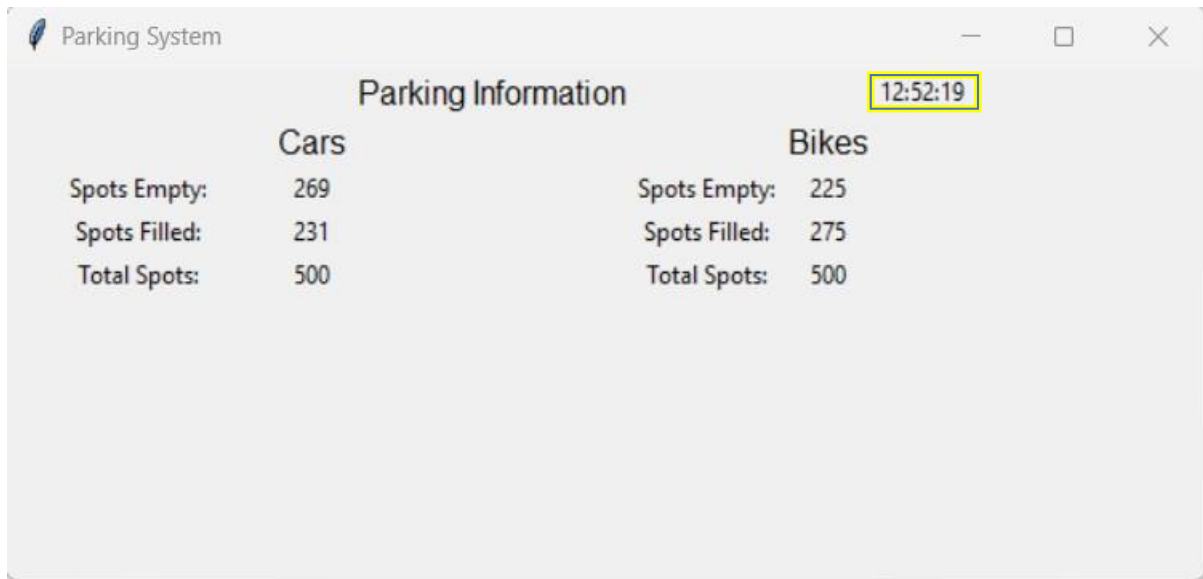 Parking System
Parking Information 12:52:19
Cars Bikes
Spots Empty: 269 Spots Empty: 225
Spots Filled: 231 Spots Filled: 275
Total Spots: 500 Total Spots: 500